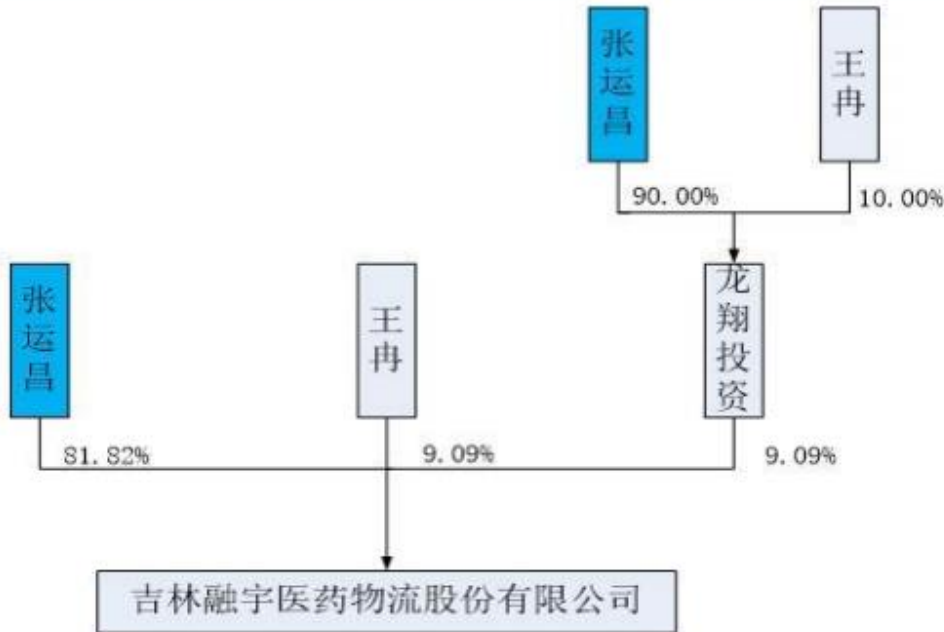 张运昌
王冉
90.00%
10.00%
张运昌
王冉
龙翔投资
81.82%
9.09%
9.09%
吉林融宇医药物流股份有限公司